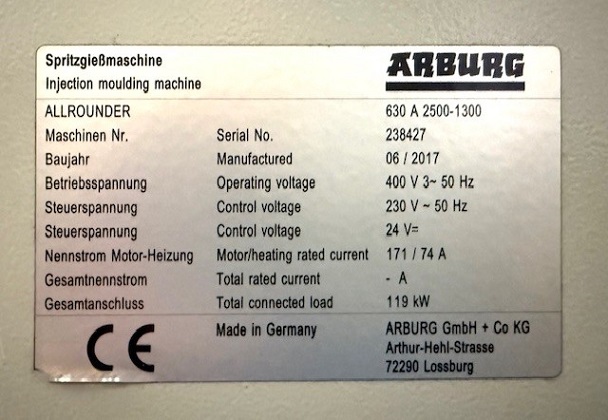 Spritzgießmaschine
Injection moulding machine
ARBURG
ALLROUNDER 630 A 2500-1300
Maschinen Nr. Serial No. 238427
Baujahr Manufactured 06 / 2017
Betriebsspannung Operating voltage 400 V 3~ 50 Hz
Steuerspannung Control voltage 230 V ~ 50 Hz
Steuerspannung Control voltage 24 V=
Nennstrom Motor-Heizung Motor/heating rated current 171 / 74 A
Gesamtnennstrom Total rated current - A
Gesamtanschluss Total connected load 119 kW
CE
Made in Germany
ARBURG GmbH + Co KG
Arthur-Hehl-Strasse
72290 Lossburg